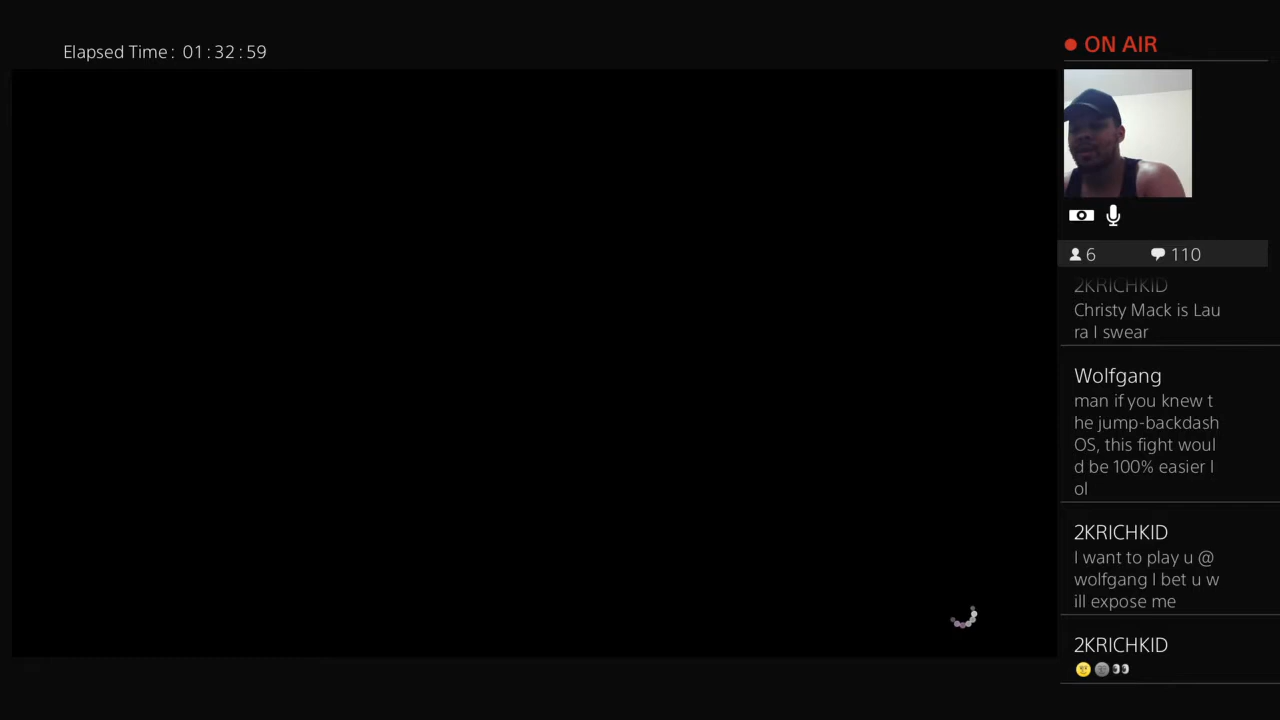 Elapsed Time: 01:32:59
ON AIR
6 110
2KRICHKID
Christy Mack is Lau
ra I swear
Wolfgang
man if you knew t
he jump-backdash
OS, this fight woul
d be 100% easier l
ol
2KRICHKID
I want to play u @
wolfgang I bet u w
ill expose me
2KRICHKID
🌝🌚👀